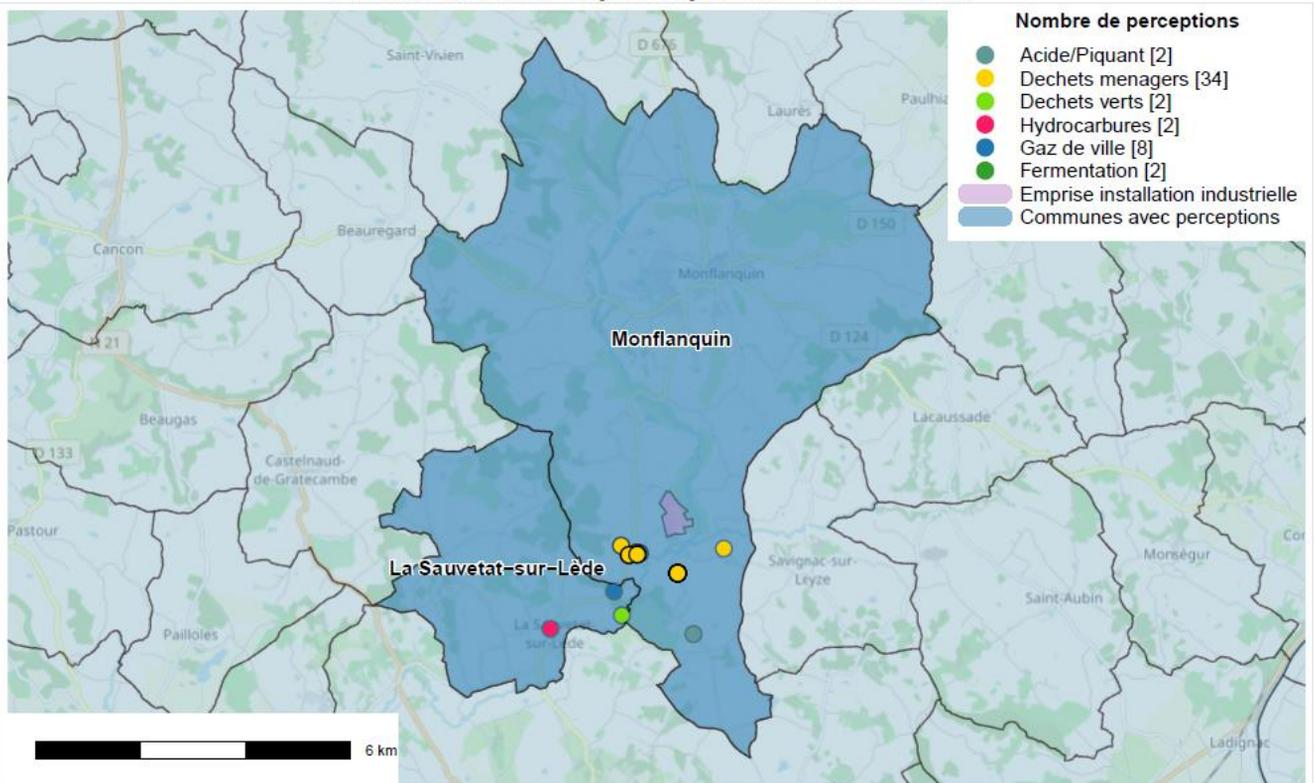 Nombre de perceptions
Acide/Piquant [2]
Dechets menagers [34]
Dechets verts [2]
Hydrocarbures [2]
Gaz de ville [8]
Fermentation [2]
Emprise installation industrielle
Communes avec perceptions
Saint-Vivien
D 676
Laurès
Beauregard
D 150
Cancon
Monflanquin
Monflanquin
D 124
21
Beaugas
Lacaussade
D 133
Castelnaud-
de-Gratecambe
Pastour
La Sauvetat-sur-Lède
Savignac-sur-
Leyze
Monségur
Saint-Aubin
Pailloles
La Sauvetat-
sur-Lède
Ladignac
6 km